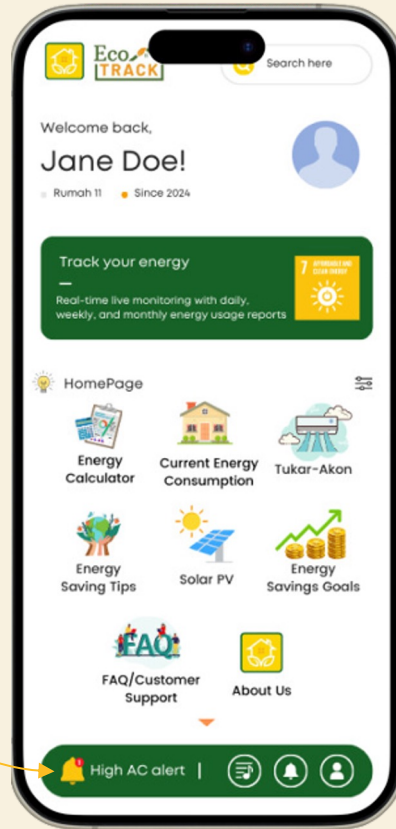 Eco
TRACK
Search here
Welcome back,
Jane Doe!
Rumah 11
Since 2024
Track your energy
Real-time live monitoring with daily,
weekly, and monthly energy usage reports
7 AFFORDABLE AND
CLEAN ENERGY
HomePage
Energy
Calculator
Current Energy
Consumption
Tukar-Akon
Energy
Saving Tips
Solar PV
Energy
Savings Goals
FAQ
FAQ/Customer
Support
About Us
1
High AC alert |